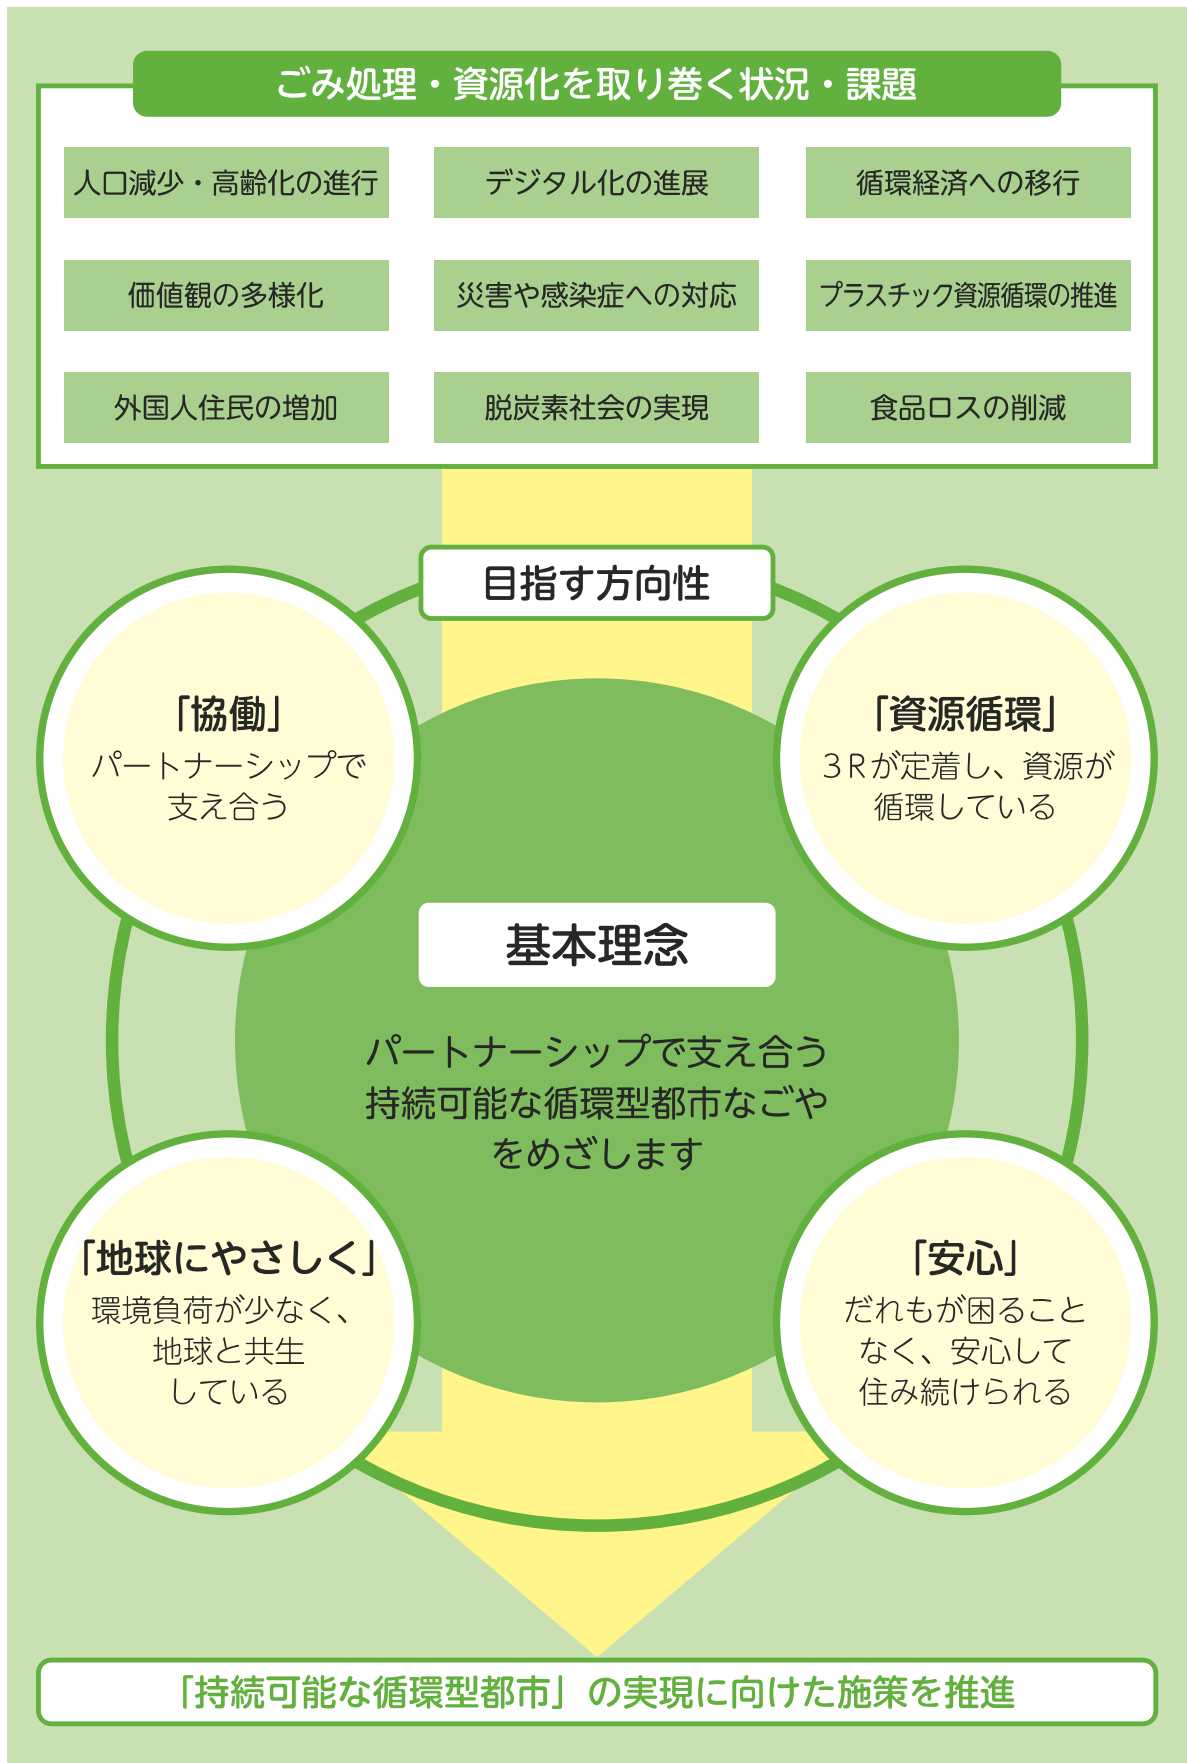 ごみ処理・資源化を取り巻く状況・課題
人口減少・高齢化の進行
デジタル化の進展
循環経済への移行
価値観の多様化
災害や感染症への対応
プラスチック資源循環の推進
外国人住民の増加
脱炭素社会の実現
食品ロスの削減
目指す方向性
「協働」
パートナーシップで
支え合う
「資源循環」
３Ｒが定着し、資源が
循環している
基本理念
パートナーシップで支え合う
持続可能な循環型都市なごや
をめざします
「地球にやさしく」
環境負荷が少なく、
地球と共生
している
「安心」
だれもが困ること
なく、安心して
住み続けられる
「持続可能な循環型都市」の実現に向けた施策を推進